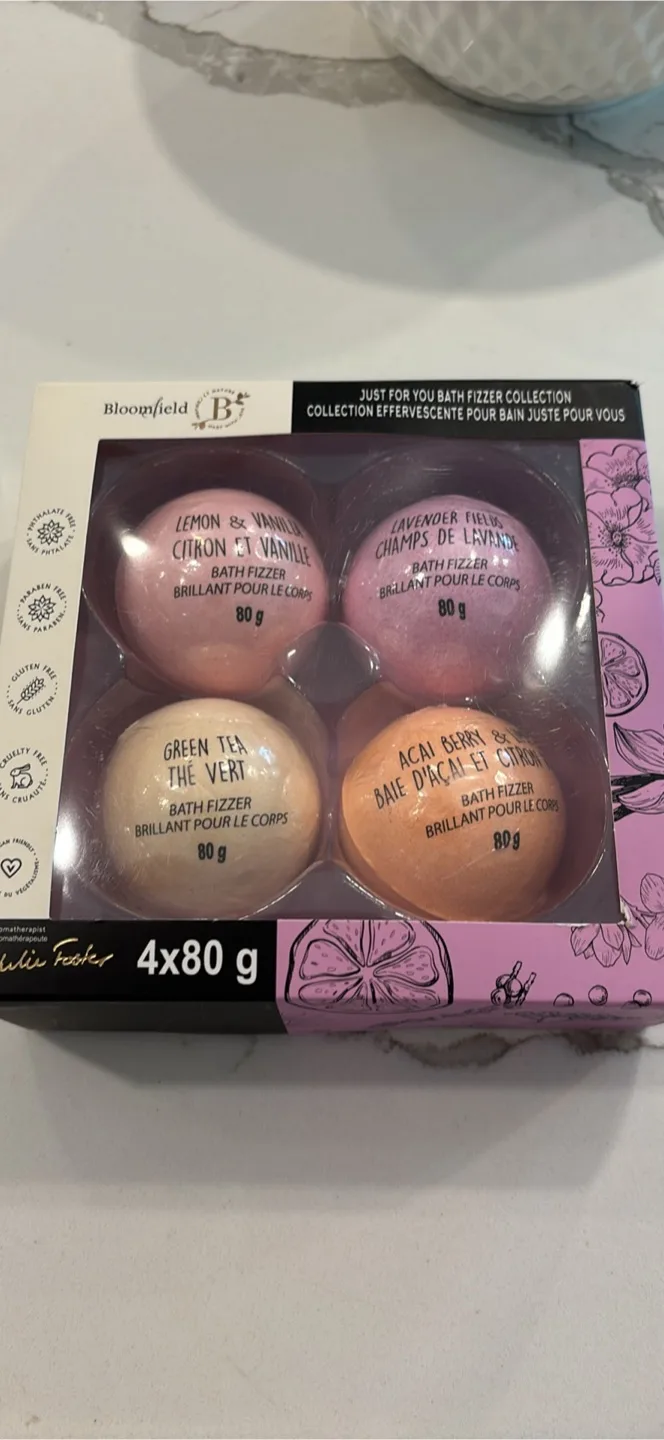 Bloomfield
B
JUST FOR YOU BATH FIZZER COLLECTION
COLLECTION EFFERVESCENTE POUR BAIN JUSTE POUR VOUS
PHTHALATE FREE
SANS PHTALATE
PARABEN FREE
SANS PARABEN
GLUTEN FREE
SANS GLUTEN
CRUELTY FREE
SANS CRUAUTÉ
LEMON & VANILLA
CITRON ET VANILLE
BATH FIZZER
BRILLANT POUR LE CORPS
80 g
LAVENDER FIELDS
CHAMPS DE LAVANDE
BATH FIZZER
BRILLANT POUR LE CORPS
80 g
GREEN TEA
THÉ VERT
BATH FIZZER
BRILLANT POUR LE CORPS
80 g
ACAI BERRY &
BAIE D'AÇAI ET CITRON
BATH FIZZER
BRILLANT POUR LE CORPS
80 g
Foster
4x80 g